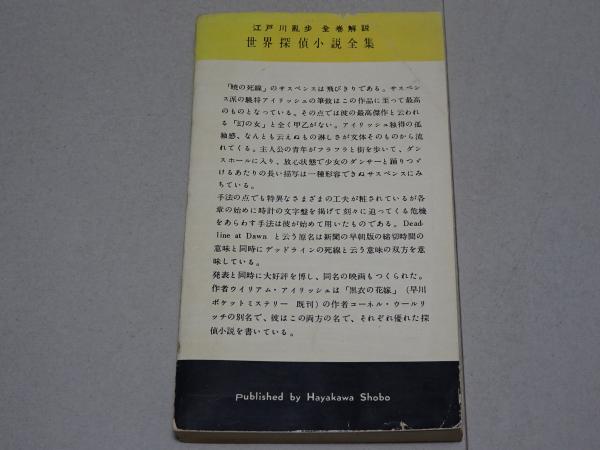 江戸川亂歩 全巻解説
世界探偵小説全集
「暁の死線」のサスペンスは飛びきりである。サスペン
ス派の驍将アイリッシュの筆致はこの作品に至って最高
のものとなっている。その点では彼の最高傑作と云われ
る「幻の女」と全く甲乙がない。アイリッシュ独得の孤
独感、なんとも云えぬもの淋しさが文体そのものから流
れてくる。主人公の青年がフラフラと街を歩いて、ダン
スホールに入り、放心状態で少女のダンサーと踊りつゞ
けるあたりの長い描写は一種形容できぬサスペンスにみ
ちている。
手法の点でも特異なさまざまの工夫が粧されているが各
章の始めに時計の文字盤を掲げて刻々に迫ってくる危機
をあらわす手法は彼が始めて用いたものである。Dead-
line at Dawn と云う原名は新聞の早朝版の締切時間の
意味と同時にデッドラインの死線と云う意味の双方を意
味している。
発表と同時に大好評を博し、同名の映画もつくられた。
作者ウイリアム・アイリッシュは「黒衣の花嫁」（早川
ポケットミステリー 既刊）の作者コーネル・ウールリ
ッチの別名で、彼はこの両方の名で、それぞれ優れた探
偵小説を書いている。
Published by Hayakawa Shobo